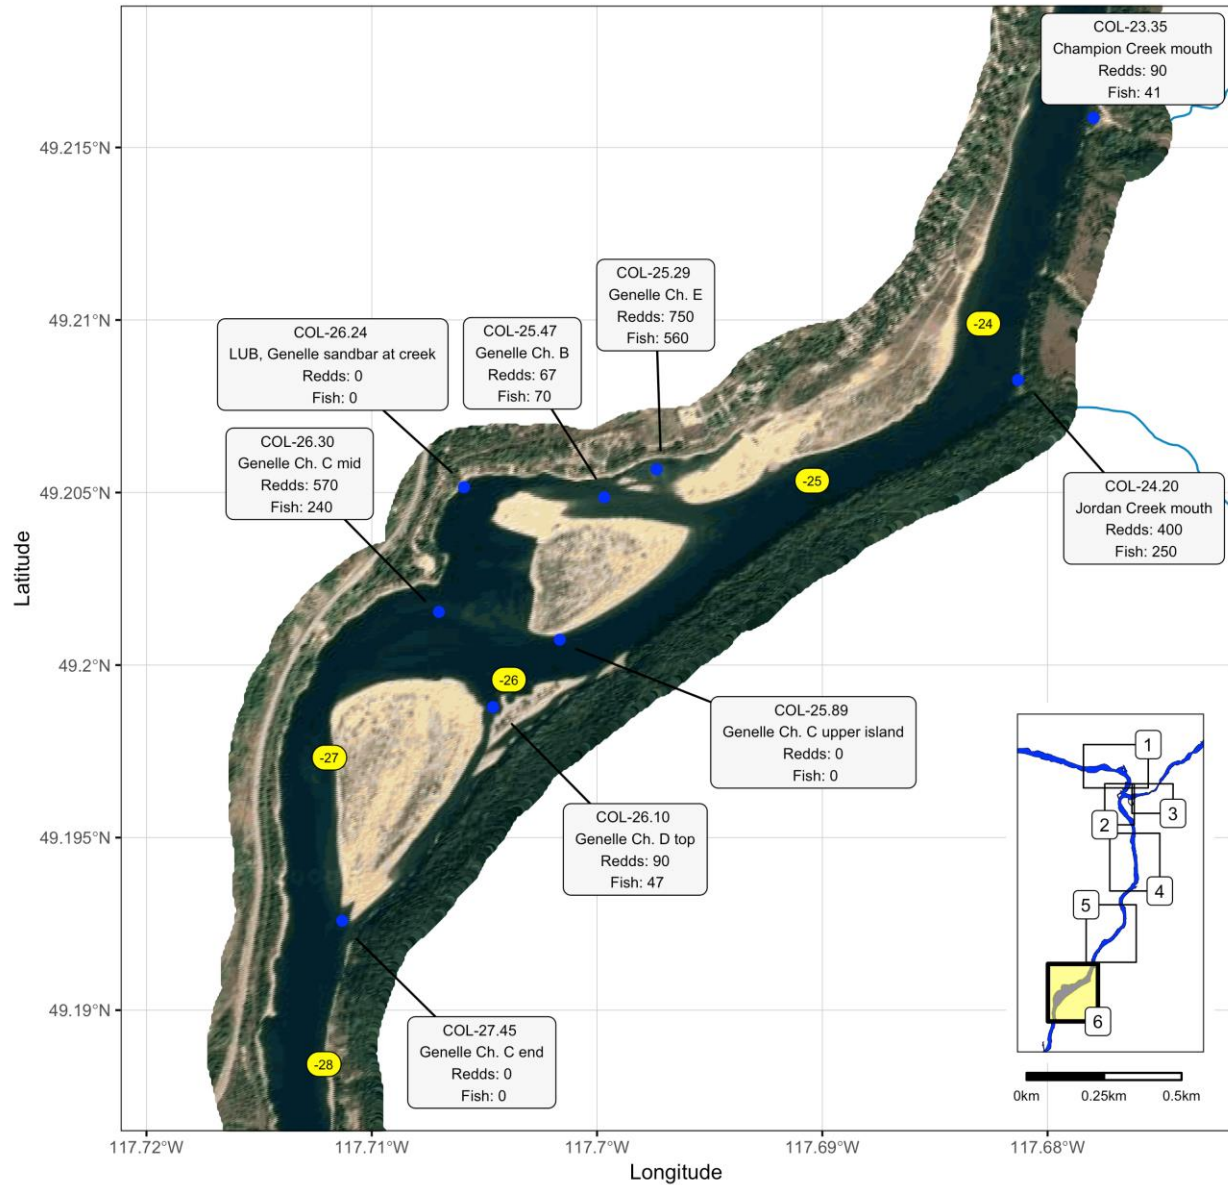 COL-23.35
Champion Creek mouth
Redds: 90
Fish: 41
49.215°N
COL-25.29
Genelle Ch. E
Redds: 750
Fish: 560
49.21°N
-24
COL-26.24
LUB, Genelle sandbar at creek
Redds: 0
Fish: 0
COL-25.47
Genelle Ch. B
Redds: 67
Fish: 70
COL-26.30
Genelle Ch. C mid
Redds: 570
Fish: 240
49.205°N
-25
COL-24.20
Jordan Creek mouth
Redds: 400
Fish: 250
Latitude
49.2°N
-26
COL-25.89
Genelle Ch. C upper island
Redds: 0
Fish: 0
-27
COL-26.10
Genelle Ch. D top
Redds: 90
Fish: 47
49.195°N
1
2
3
4
5
6
49.19°N
COL-27.45
Genelle Ch. C end
Redds: 0
Fish: 0
-28
0km
0.25km
0.5km
117.72°W
117.71°W
117.7°W
117.69°W
117.68°W
Longitude